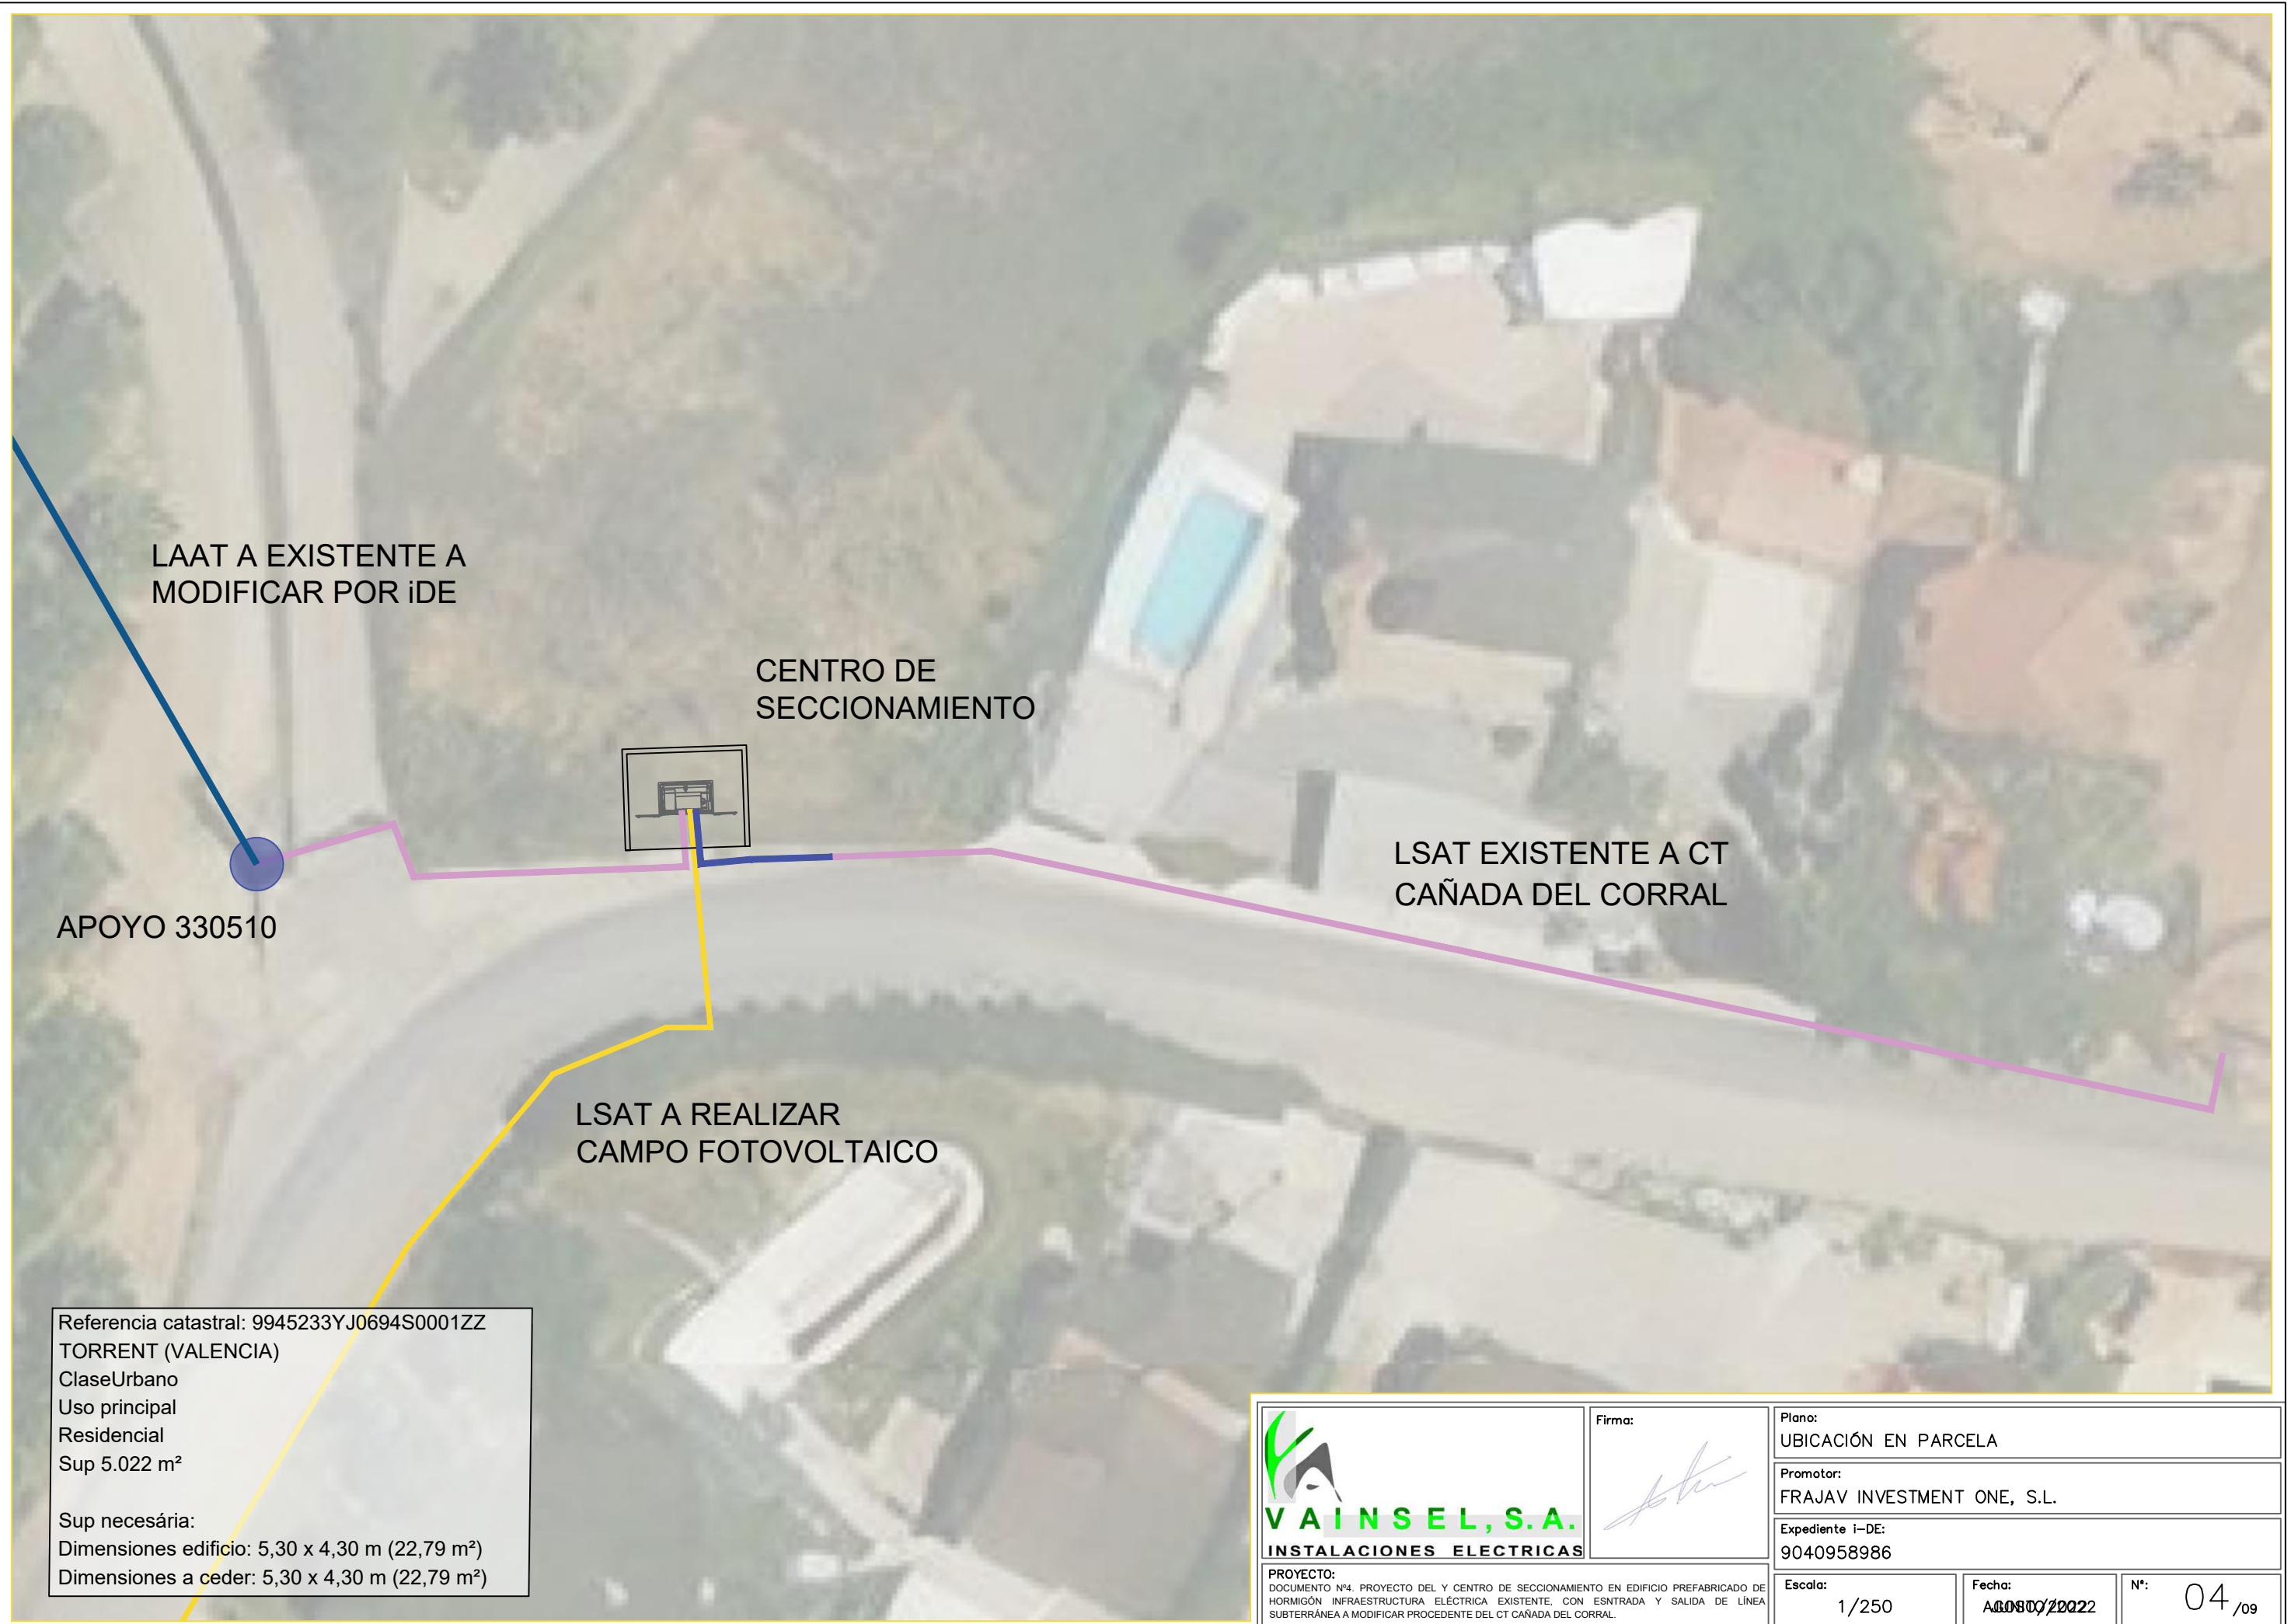 LAAT A EXISTENTE A
MODIFICAR POR iDE
CENTRO DE
SECCIONAMIENTO
LSAT EXISTENTE A CT
CAÑADA DEL CORRAL
APOYO 330510
LSAT A REALIZAR
CAMPO FOTOVOLTAICO
Referencia catastral: 9945233YJ0694S0001ZZ
TORRENT (VALENCIA)
ClaseUrbano
Uso principal
Residencial
Sup 5.022 m²
Sup necesária:
Dimensiones edificio: 5,30 x 4,30 m (22,79 m²)
Dimensiones a ceder: 5,30 x 4,30 m (22,79 m²)
VAINSEL, S.A.
INSTALACIONES ELECTRICAS
Firma:
Plano:
UBICACIÓN EN PARCELA
Promotor:
FRAJAV INVESTMENT ONE, S.L.
Expediente i-DE:
9040958986
PROYECTO:
DOCUMENTO Nº4. PROYECTO DEL Y CENTRO DE SECCIONAMIENTO EN EDIFICIO PREFABRICADO DE
HORMIGÓN INFRAESTRUCTURA ELÉCTRICA EXISTENTE, CON ESNTRADA Y SALIDA DE LÍNEA
SUBTERRÁNEA A MODIFICAR PROCEDENTE DEL CT CAÑADA DEL CORRAL.
Escala:
1/250
Fecha:
Nº:
04/09